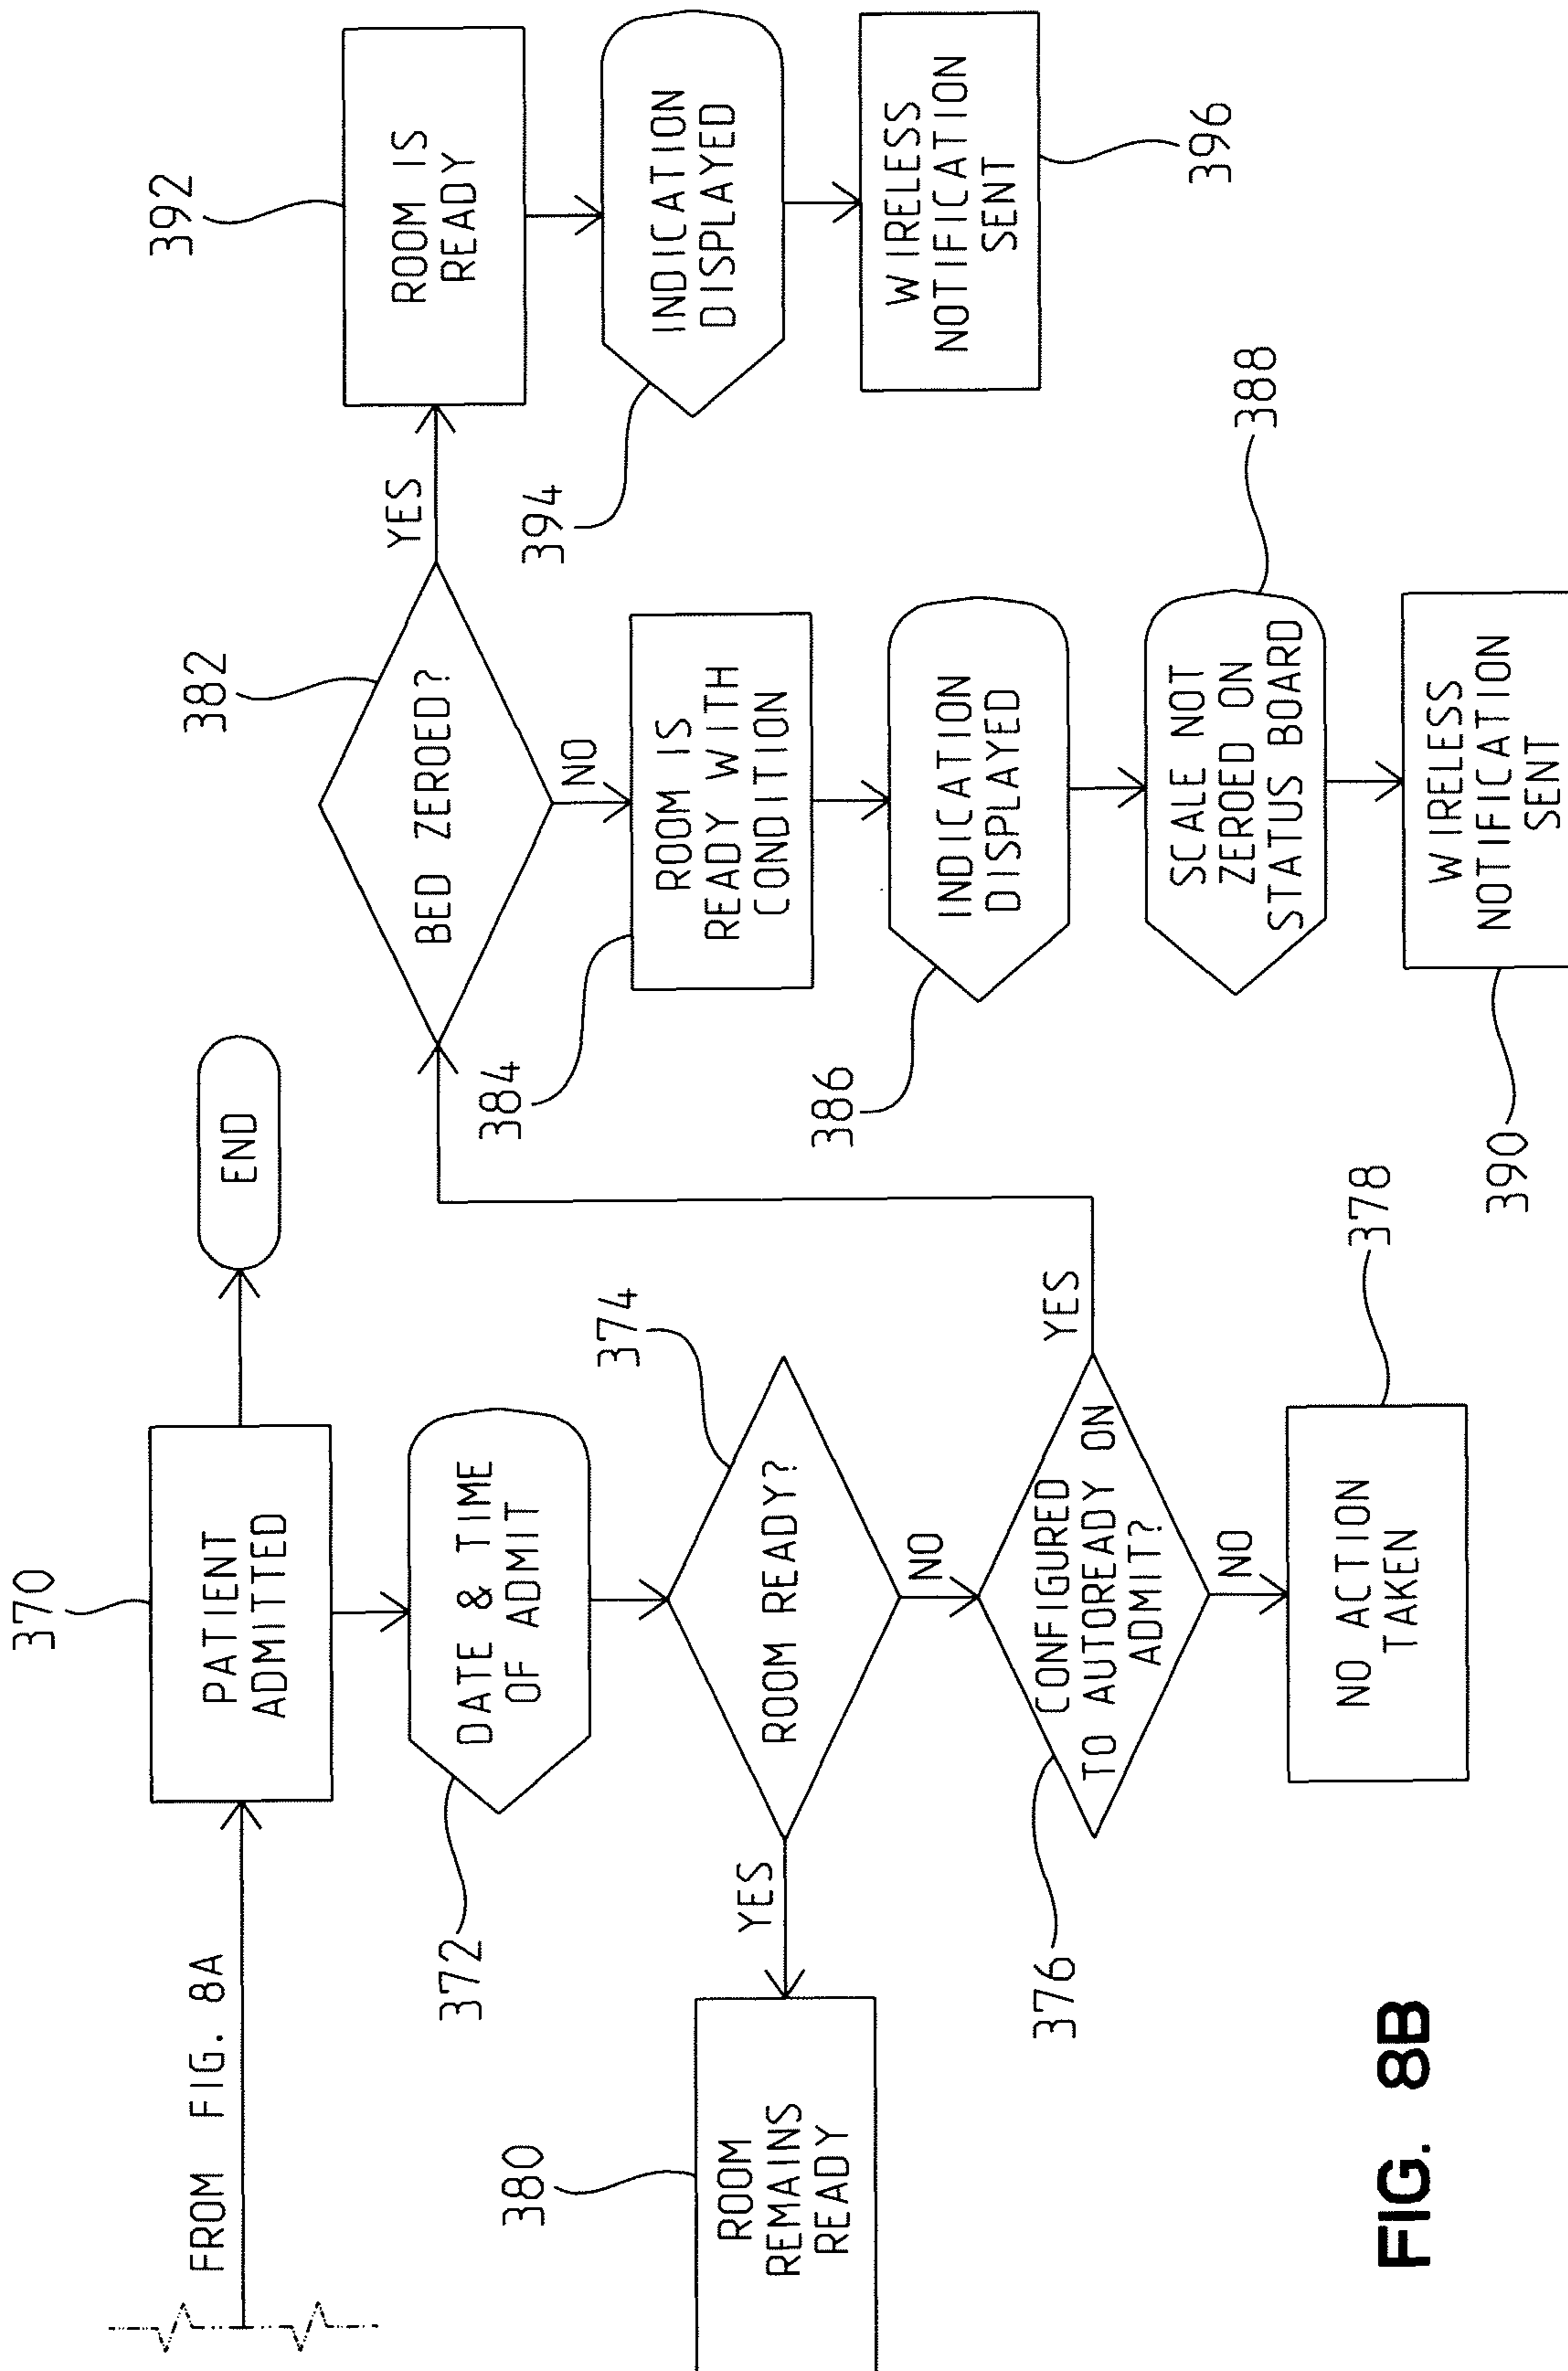 FROM FIG. 8A
370
PATIENT
ADMITTED
END
372
DATE & TIME
OF ADMIT
374
ROOM READY?
YES
NO
380
ROOM
REMAINS
READY
376
CONFIGURED
TO AUTOREADY ON
ADMIT?
YES
NO
378
NO ACTION
TAKEN
382
BED ZEROED?
YES
NO
384
ROOM IS
READY WITH
CONDITION
386
INDICATION
DISPLAYED
388
SCALE NOT
ZEROED ON
STATUS BOARD
390
WIRELESS
NOTIFICATION
SENT
392
ROOM IS
READY
394
INDICATION
DISPLAYED
396
WIRELESS
NOTIFICATION
SENT
FIG. 8B